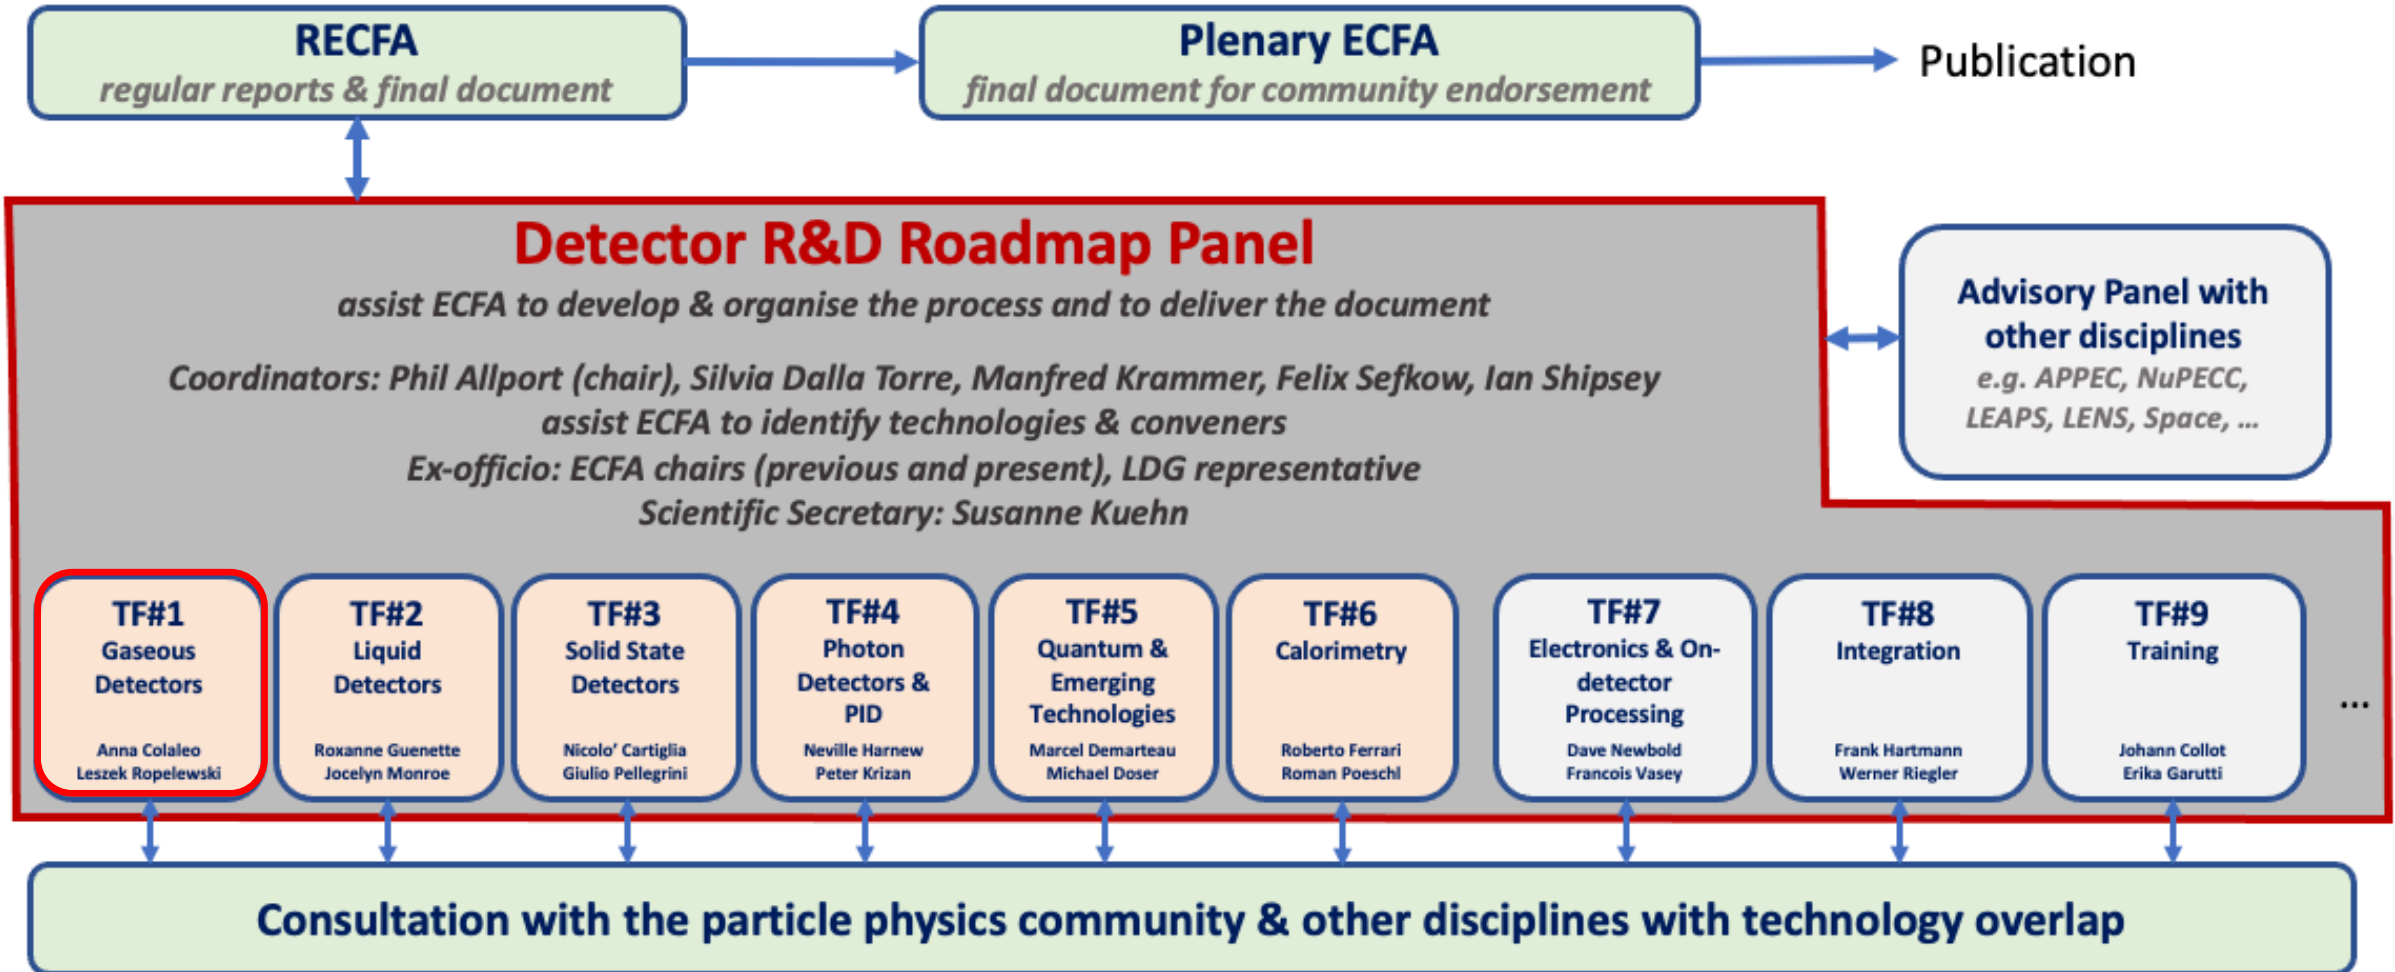 RECFA
regular reports & final document
Plenary ECFA
final document for community endorsement
Publication
Detector R&D Roadmap Panel
assist ECFA to develop & organise the process and to deliver the document
Coordinators: Phil Allport (chair), Silvia Dalla Torre, Manfred Krammer, Felix Sefkow, Ian Shipsey
assist ECFA to identify technologies & conveners
Ex-officio: ECFA chairs (previous and present), LDG representative
Scientific Secretary: Susanne Kuehn
Advisory Panel with
other disciplines
e.g. APPEC, NuPECC,
LEAPS, LENS, Space, ...
TF#1
Gaseous
Detectors
Anna Colaleo
Leszek Ropelewski
TF#2
Liquid
Detectors
Roxanne Guenette
Jocelyn Monroe
TF#3
Solid State
Detectors
Nicolo' Cartiglia
Giulio Pellegrini
TF#4
Photon
Detectors &
PID
Neville Harnew
Peter Krizan
TF#5
Quantum &
Emerging
Technologies
Marcel Demarteau
Michael Doser
TF#6
Calorimetry
Roberto Ferrari
Roman Poeschl
TF#7
Electronics & On-
detector
Processing
Dave Newbold
Francois Vasey
TF#8
Integration
Frank Hartmann
Werner Riegler
TF#9
Training
Johann Collot
Erika Garutti
...
Consultation with the particle physics community & other disciplines with technology overlap